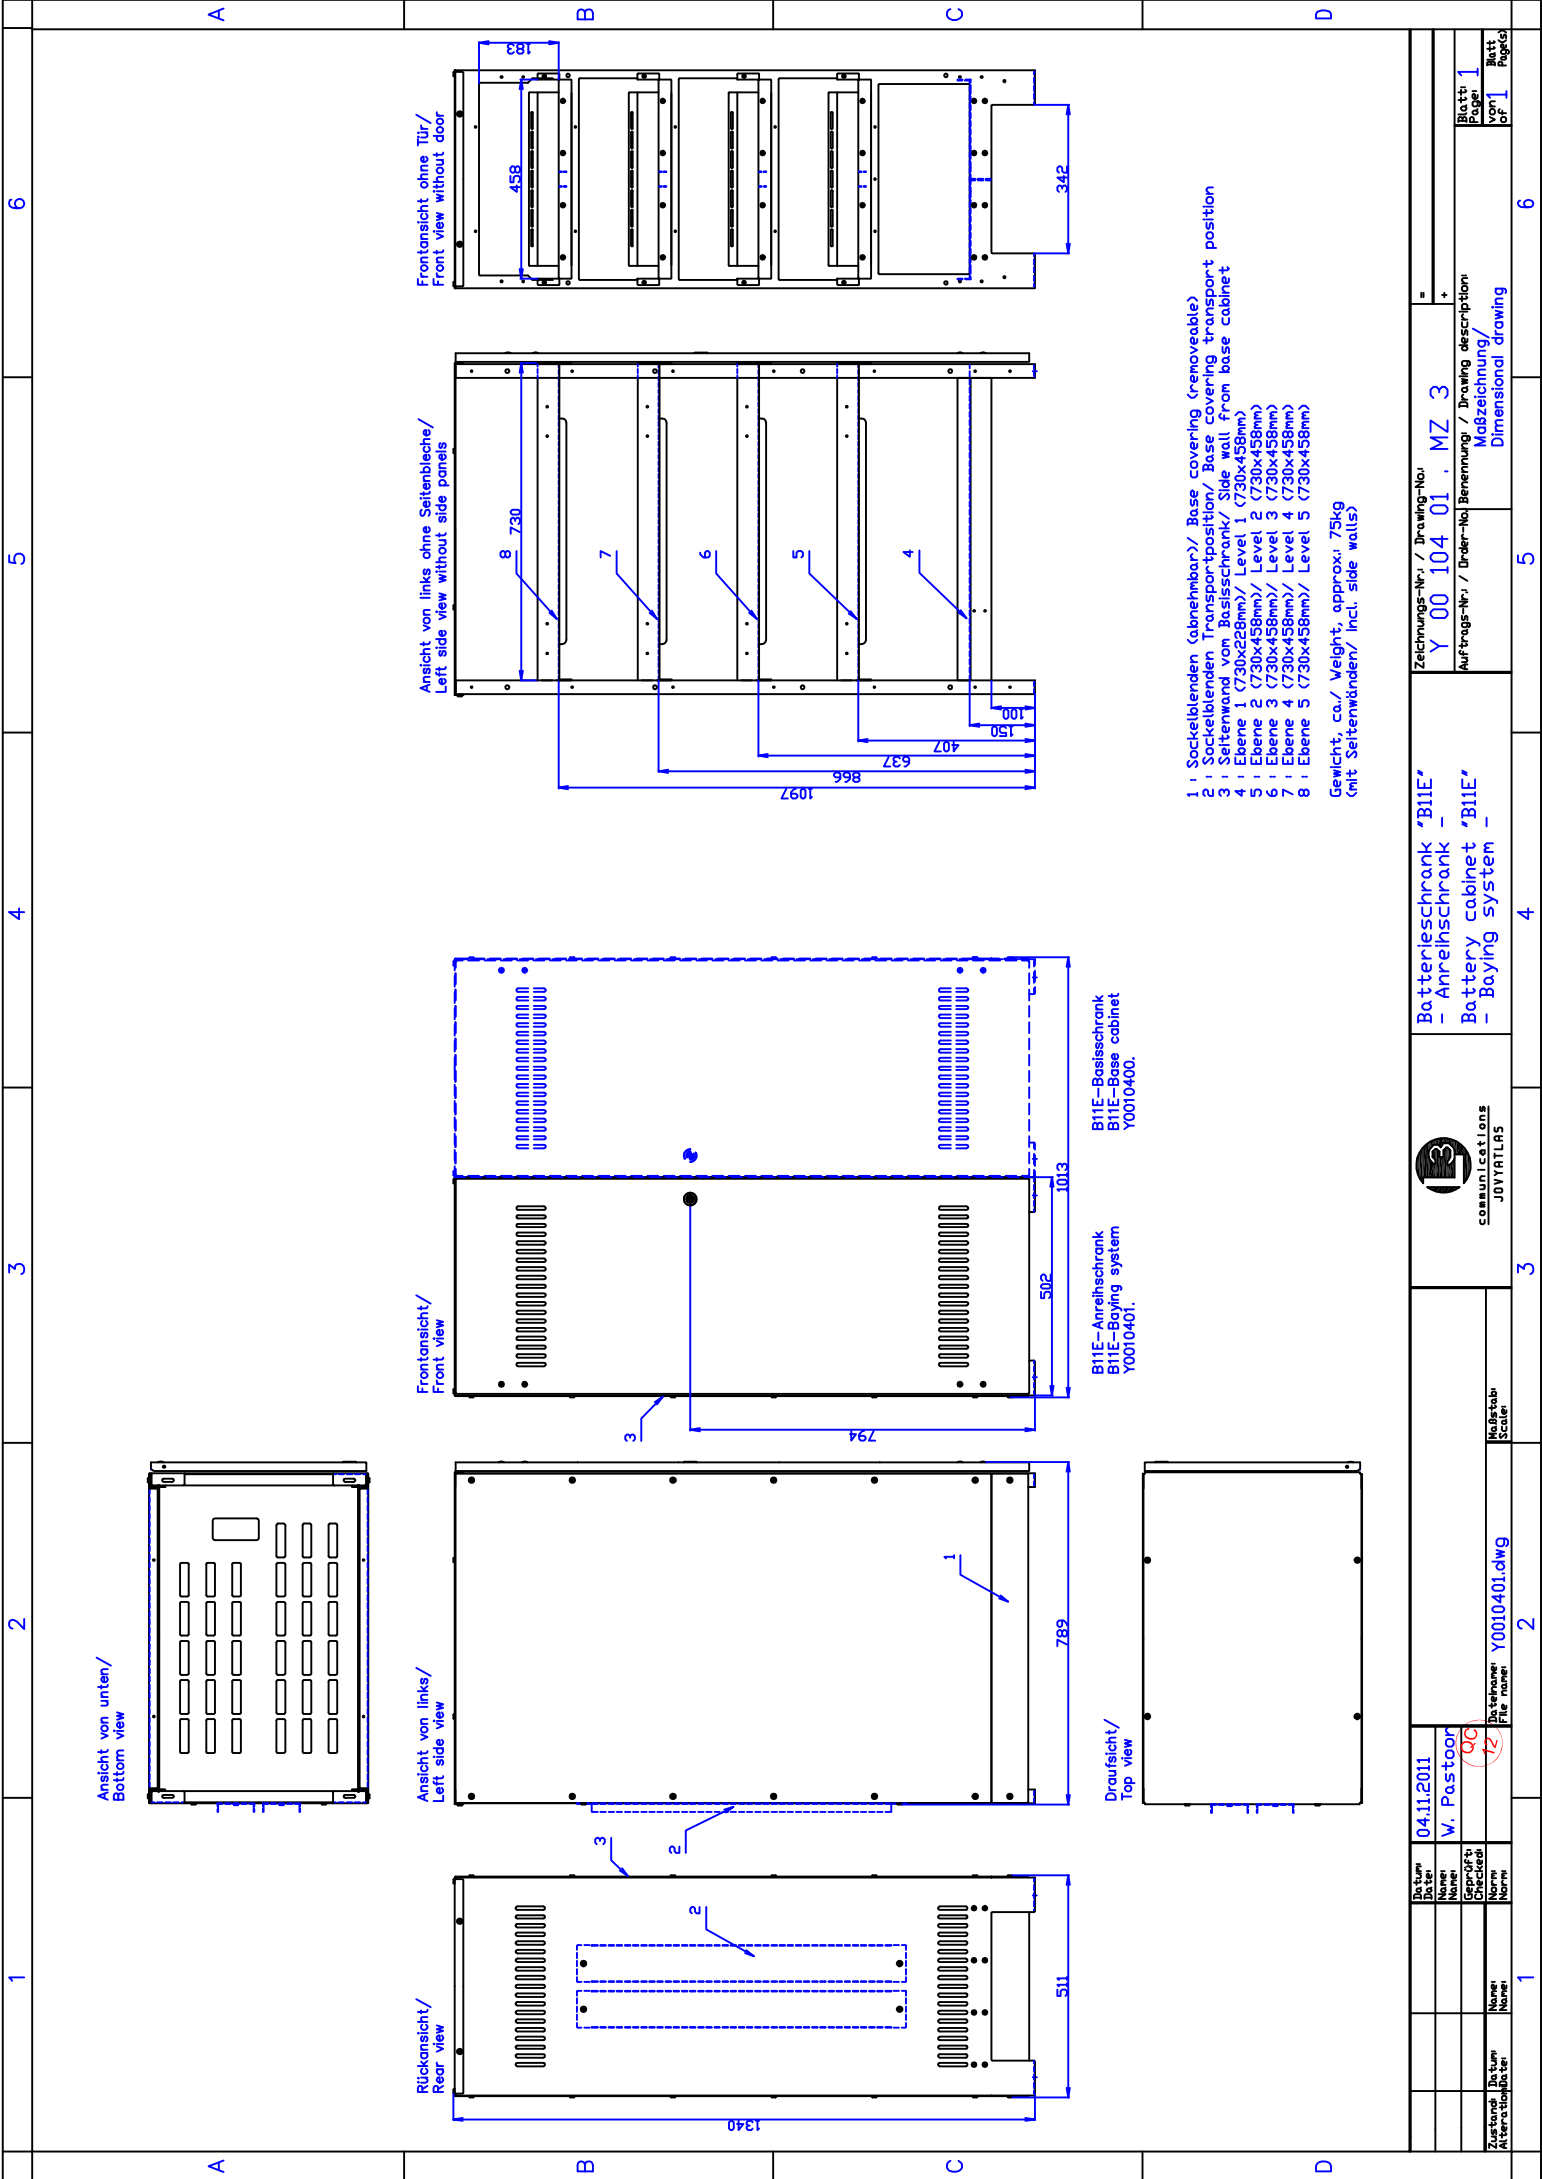 1
2
3
4
5
6
A
B
C
D
Ansicht von unten/
Bottom view
Rückansicht/
Rear view
1340
511
2
3
Ansicht von links/
Left side view
2
1
789
Draufsicht/
Top view
Frontansicht/
Front view
3
794
502
1013
B11E-Anreihschrank
B11E-Baying system
Y0010401.
B11E-Basisschrank
B11E-Base cabinet
Y0010400.
Ansicht von links ohne Seitenbleche/
Left side view without side panels
730
8
7
6
5
4
1097
866
637
407
150
100
Frontansicht ohne Tür/
Front view without door
183
458
342
1 : Sockelblenden (abnehmbar)/ Base covering (removeable)
2 : Sockelblenden Transportposition/ Base covering transport position
3 : Seitenwand vom Basisschrank/ Side wall from base cabinet
4 : Ebene 1 (730x228mm)/ Level 1 (730x458mm)
5 : Ebene 2 (730x458mm)/ Level 2 (730x458mm)
6 : Ebene 3 (730x458mm)/ Level 3 (730x458mm)
7 : Ebene 4 (730x458mm)/ Level 4 (730x458mm)
8 : Ebene 5 (730x458mm)/ Level 5 (730x458mm)
Gewicht, ca./ Weight, approx.: 75kg
(mit Seitenwänden/ incl. side walls)
Zustand:
Alteration:
Datum:
Date:
Name:
Name:
Datum:
Date:
04.11.2011
Name:
Name:
W. Pastoor
Geprüft:
Checked:
QC
12
Norm:
Norm:
Dateiname:
File name:
Y0010401.dwg
Maßstab:
Scale:
L3
communications
JOVYATLAS
Batterieschrank "B11E"
- Anreihschrank -
Battery cabinet "B11E"
- Baying system -
Zeichnungs-Nr.: / Drawing-No.:
Y 00 104 01 . MZ 3
=
+
Auftrags-Nr.: / Order-No.:
Benennung: / Drawing description:
Maßzeichnung/
Dimensional drawing
Blatt:
Page:
1
von
of
1
Blatt
Page(s)
1
2
3
4
5
6
A
B
C
D